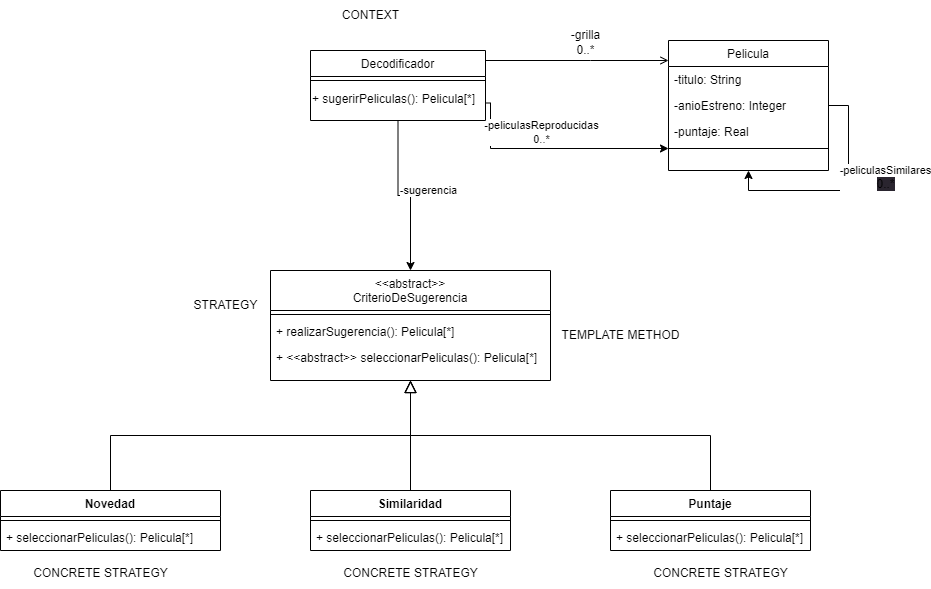 CONTEXT
-grilla
0..*
Decodificador
Pelicula
+ sugerirPeliculas(): Pelicula[*]
-titulo: String
-anioEstreno: Integer
-puntaje: Real
-peliculasReproducidas
0..*
-peliculasSimilares
0..*
-sugerencia
<<abstract>>
CriterioDeSugerencia
STRATEGY
+ realizarSugerencia(): Pelicula[*]
TEMPLATE METHOD
+ <<abstract>> seleccionarPeliculas(): Pelicula[*]
Novedad
Similaridad
Puntaje
+ seleccionarPeliculas(): Pelicula[*]
+ seleccionarPeliculas(): Pelicula[*]
+ seleccionarPeliculas(): Pelicula[*]
CONCRETE STRATEGY
CONCRETE STRATEGY
CONCRETE STRATEGY